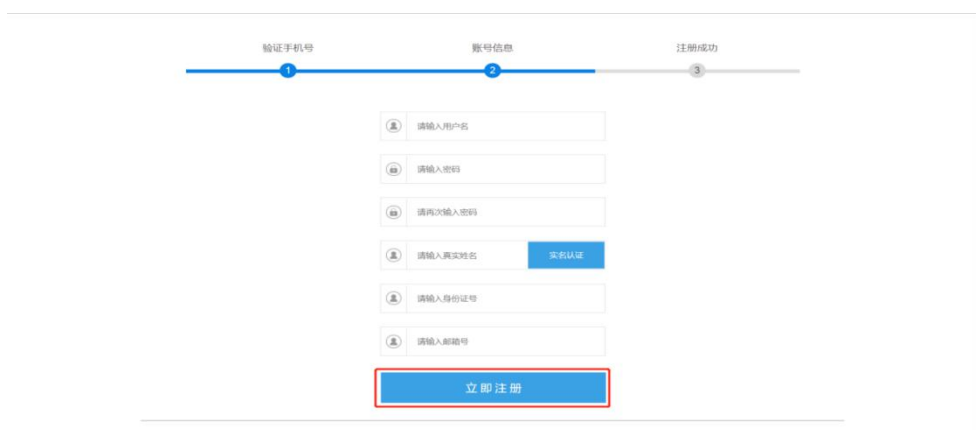 验证手机号 账号信息 注册成功
1 2 3
请输入用户名
请输入密码
请再次输入密码
请输入真实姓名 实名认证
请输入身份证号
请输入邮箱号
立即注册